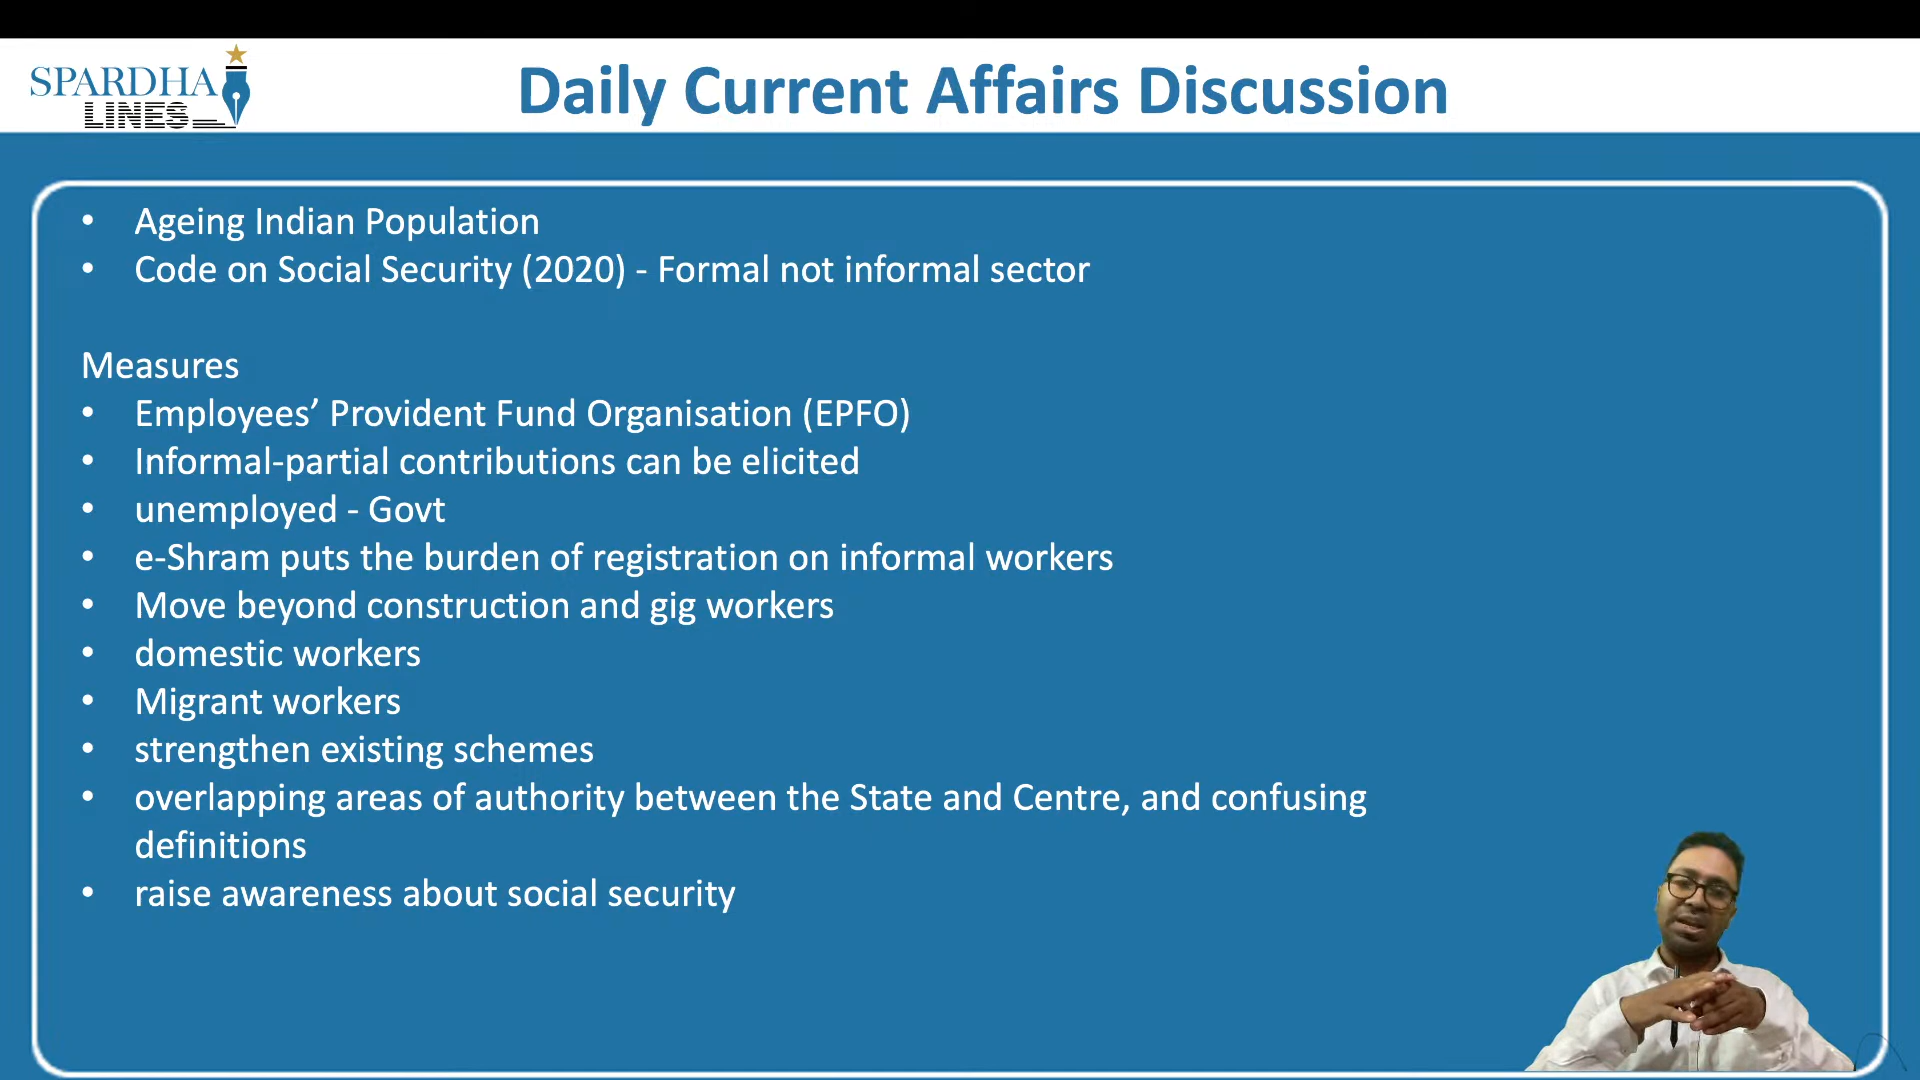 SPARDHA
LINES
Daily Current Affairs Discussion
• Ageing Indian Population
• Code on Social Security (2020) - Formal not informal sector
Measures
• Employees’ Provident Fund Organisation (EPFO)
• Informal-partial contributions can be elicited
• unemployed - Govt
• e-Shram puts the burden of registration on informal workers
• Move beyond construction and gig workers
• domestic workers
• Migrant workers
• strengthen existing schemes
• overlapping areas of authority between the State and Centre, and confusing
definitions
• raise awareness about social security